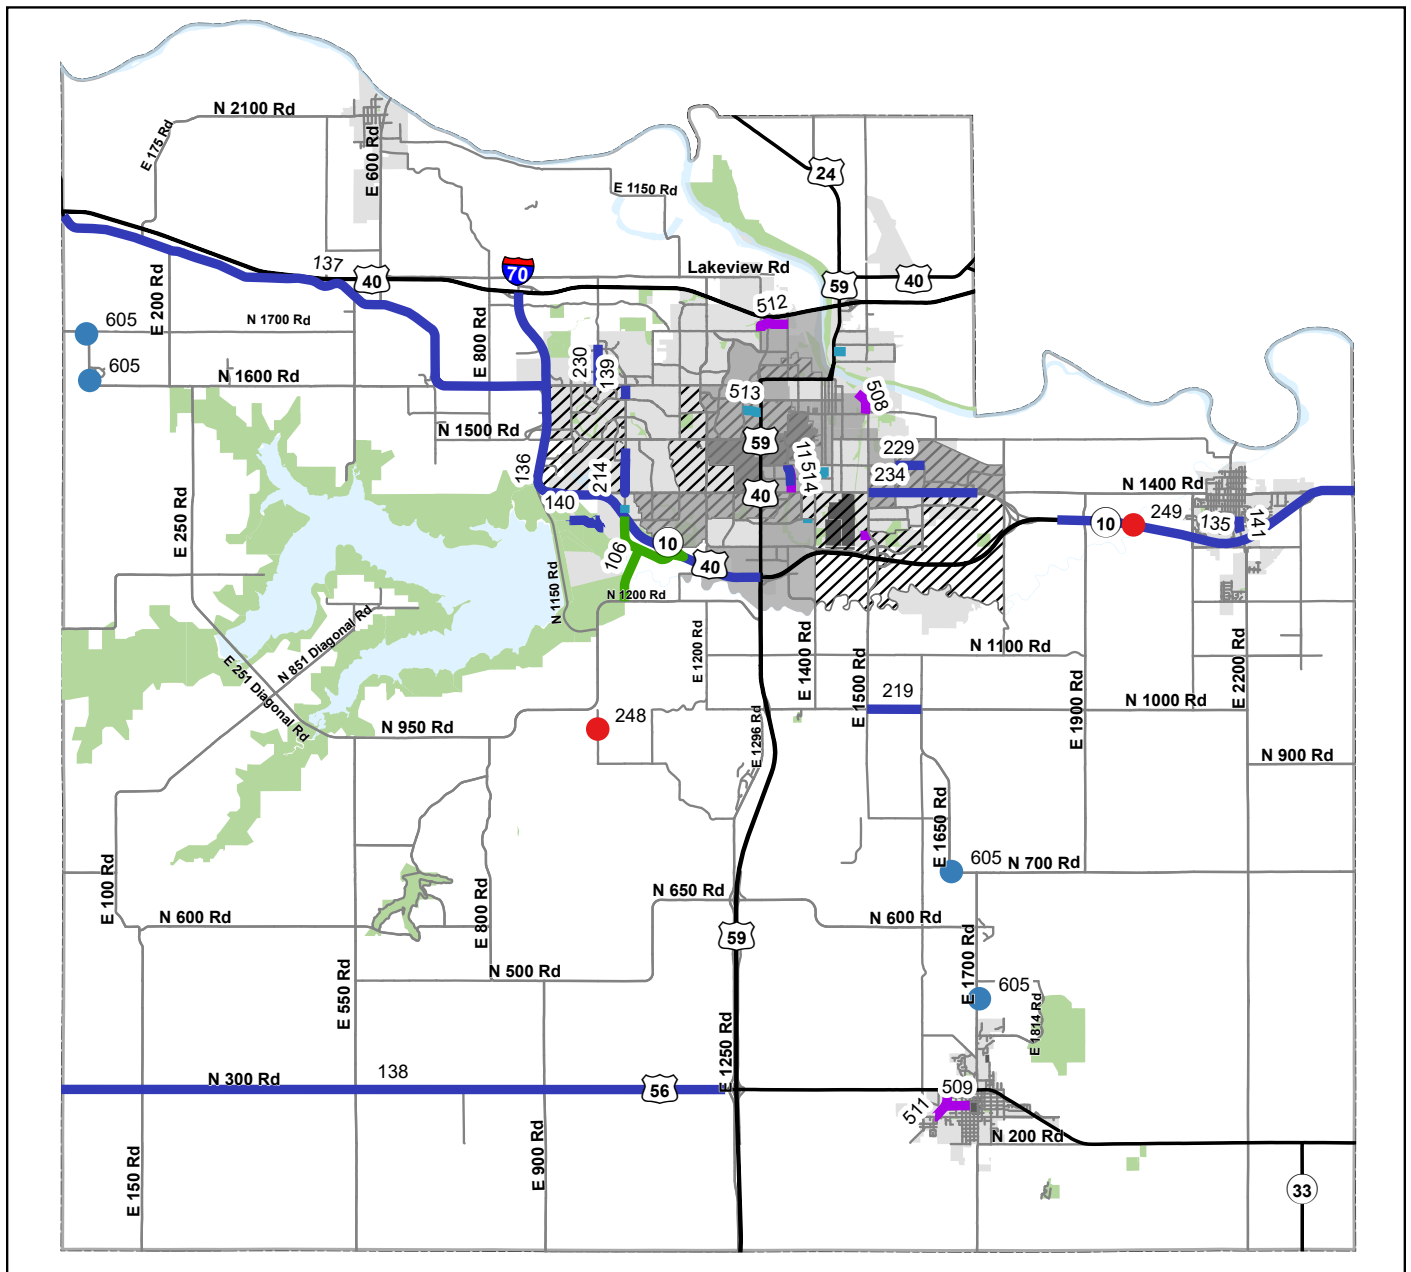 N 2100 Rd
E 175 Rd
E 600 Rd
24
E 1150 Rd
Lakeview Rd
70
137
40
59
40
E 200 Rd
605
N 1700 Rd
E 800 Rd
512
605
N 1600 Rd
230
139
513
508
N 1500 Rd
59
229
136
214
11514
234
E 250 Rd
140
40
N 1400 Rd
249
10
135
141
10
106
40
N 1150 Rd
N 1200 Rd
N 851 Diagonal Rd
E 251 Diagonal Rd
E 1200 Rd
E 1400 Rd
N 1100 Rd
E 1500 Rd
219
E 1900 Rd
N 1000 Rd
E 2200 Rd
N 950 Rd
248
E 1296 Rd
N 900 Rd
E 1650 Rd
605
N 700 Rd
E 100 Rd
N 600 Rd
E 800 Rd
N 650 Rd
N 600 Rd
59
E 550 Rd
N 500 Rd
E 1700 Rd
605
E 1814 Rd
E 1250 Rd
N 300 Rd
138
56
509
511
N 200 Rd
E 150 Rd
E 900 Rd
33